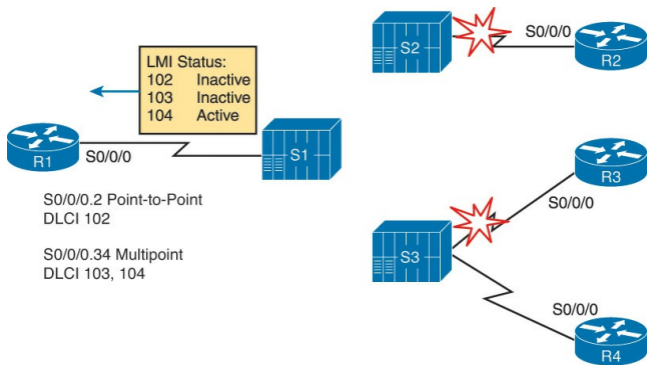 LMI Status:
102 Inactive
103 Inactive
104 Active
R1
S0/0/0
S1
S0/0/0.2 Point-to-Point
DLCI 102
S0/0/0.34 Multipoint
DLCI 103, 104
S2
S0/0/0
R2
R3
S0/0/0
S3
S0/0/0
R4